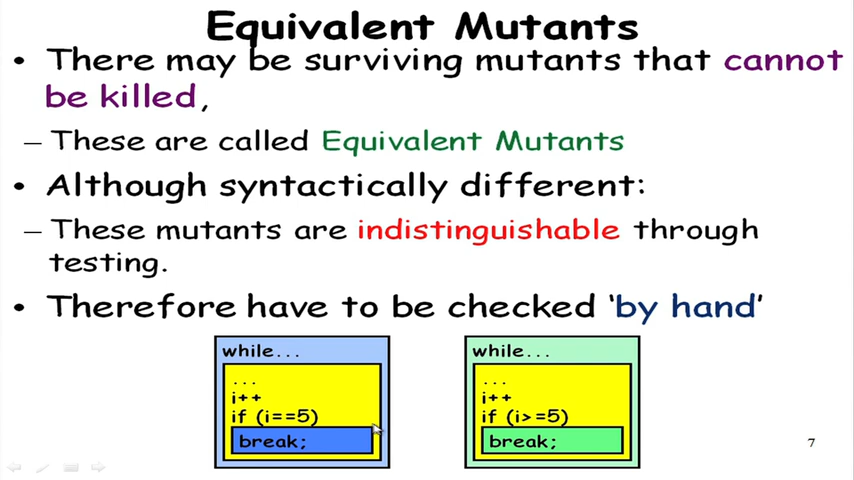 Equivalent Mutants
• There may be surviving mutants that cannot
be killed,
– These are called Equivalent Mutants
• Although syntactically different:
– These mutants are indistinguishable through
testing.
• Therefore have to be checked ‘by hand’
while...
...
i++
if (i==5)
break;
while...
...
i++
if (i>=5)
break;
7